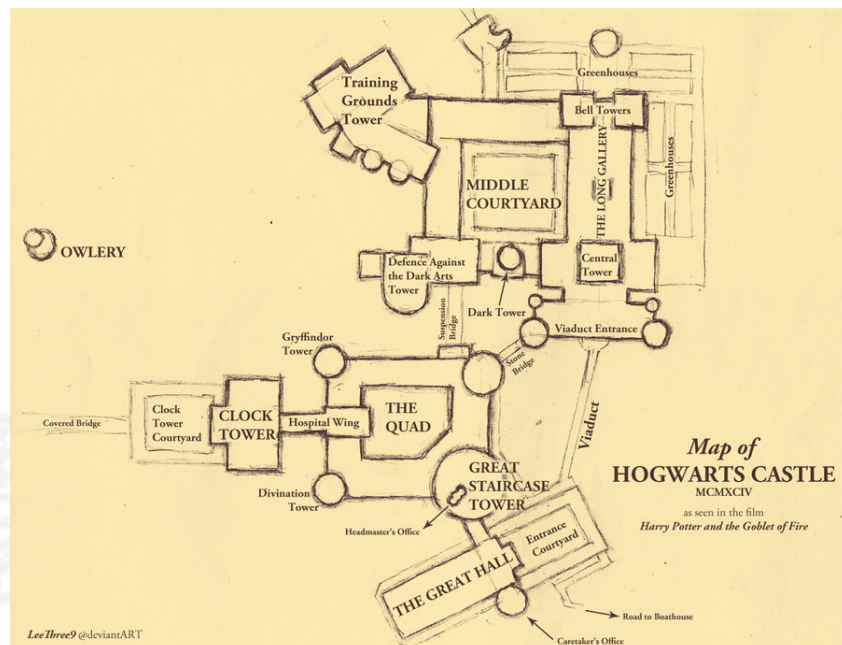 Greenhouses
Training
Grounds
Tower
Bell Towers
THE LONG GALLERY
Greenhouses
MIDDLE
COURTYARD
OWLERY
Defence Against
the Dark Arts
Tower
Central
Tower
Dark Tower
Suspension
Bridge
Viaduct Entrance
Gryffindor
Tower
Stone
Bridge
Viaduct
Covered Bridge
Clock
Tower
Courtyard
CLOCK
TOWER
Hospital Wing
THE
QUAD
Map of
HOGWARTS CASTLE
MCMXCIV
as seen in the film
Harry Potter and the Goblet of Fire
GREAT
STAIRCASE
TOWER
Divination
Tower
Headmaster's Office
Entrance
Courtyard
THE GREAT HALL
Road to Boathouse
Caretaker's Office
LeeThree9 @deviantART